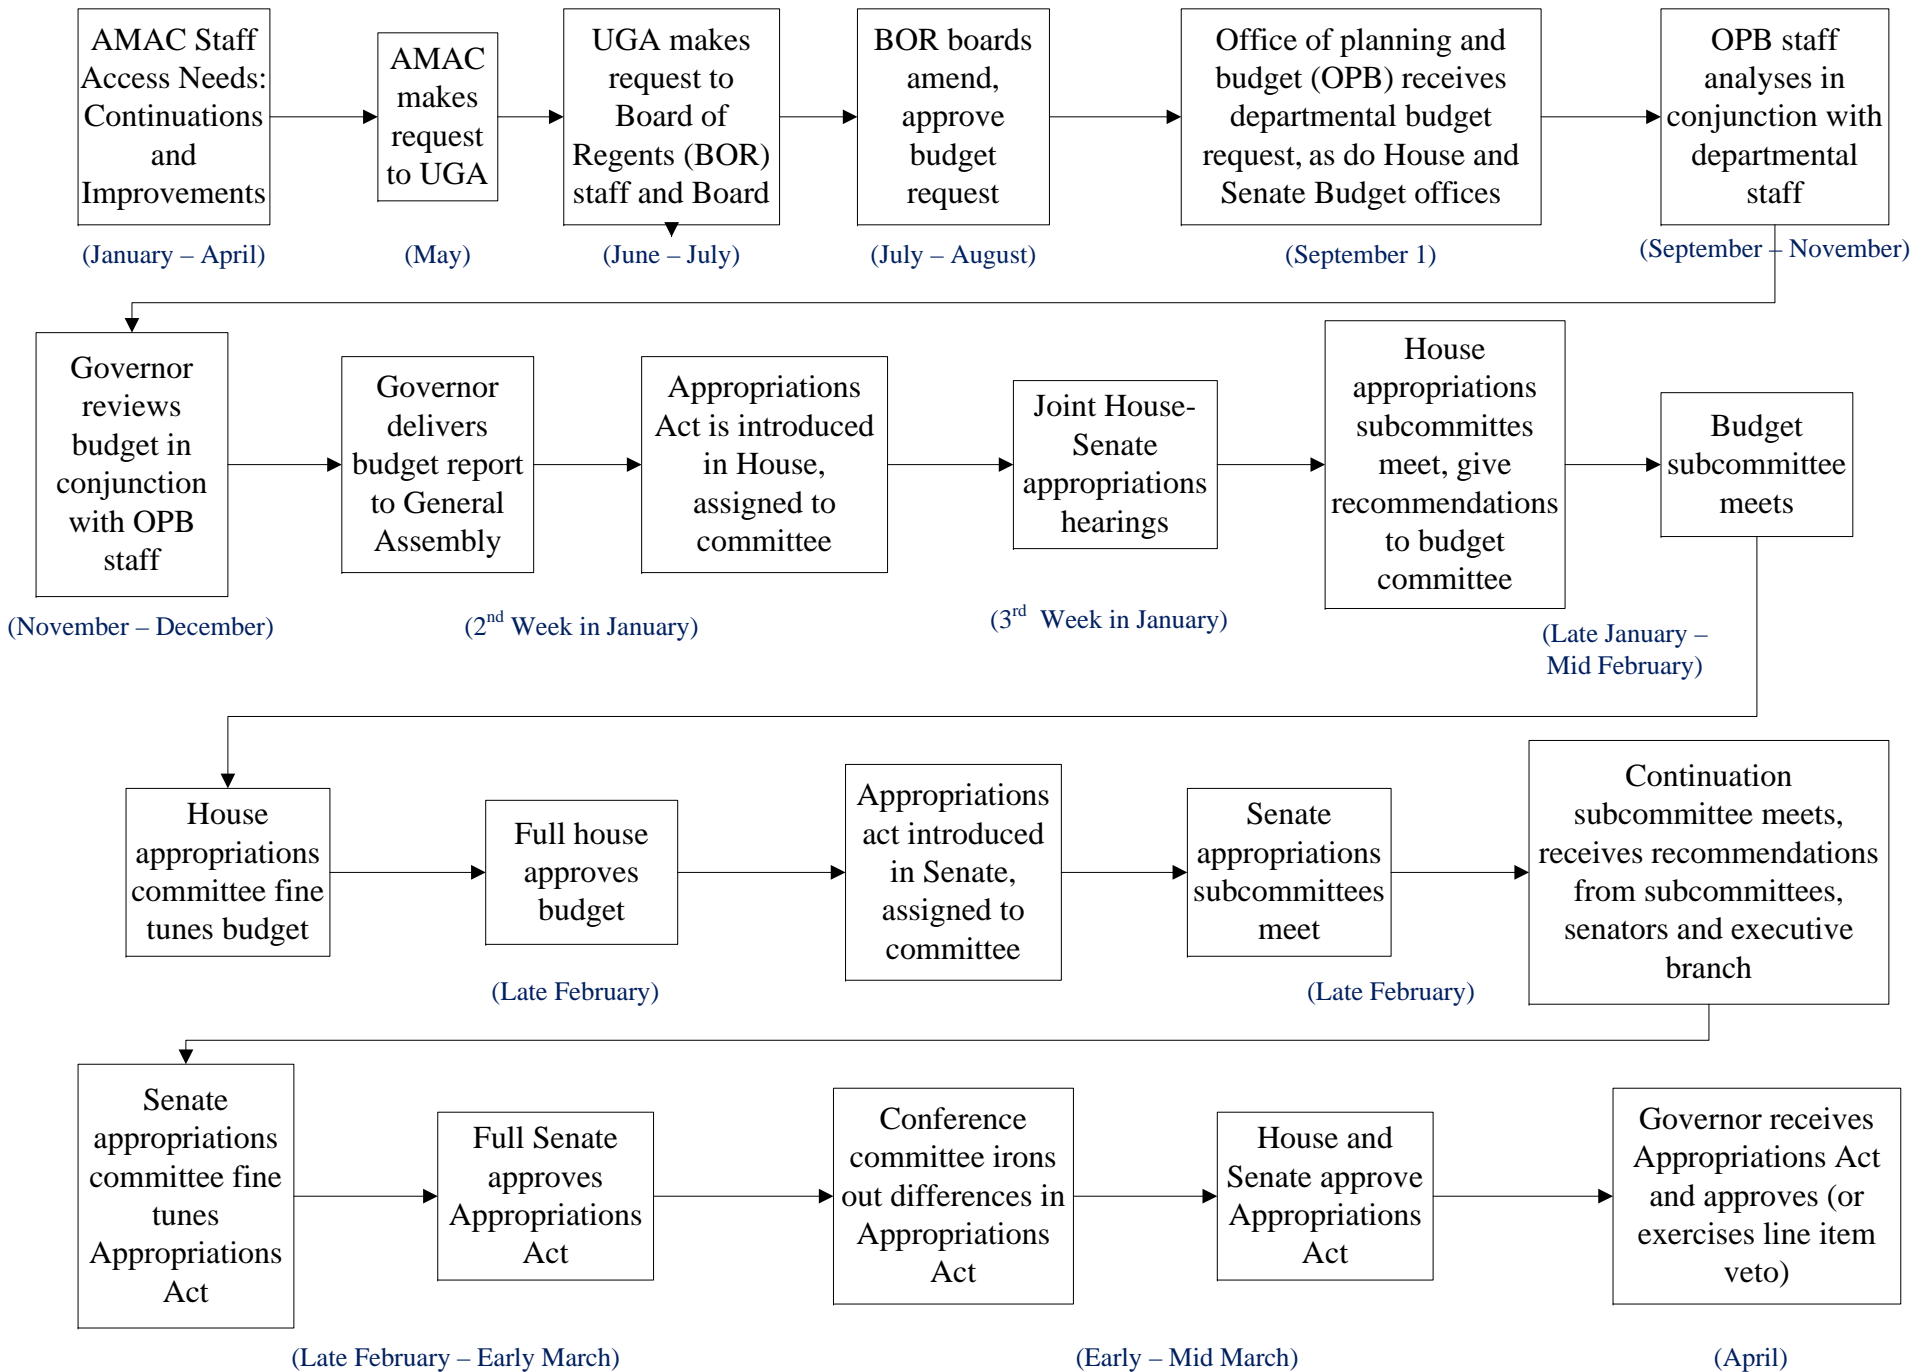 AMAC Staff
Access Needs:
Continuations
and
Improvements
AMAC
makes
request
to UGA
UGA makes
request to
Board of
Regents (BOR)
staff and Board
BOR boards
amend,
approve
budget
request
Office of planning and
budget (OPB) receives
departmental budget
request, as do House and
Senate Budget offices
OPB staff
analyses in
conjunction with
departmental
staff
(January – April)
(May)
(June – July)
(July – August)
(September 1)
(September – November)
Governor
reviews
budget in
conjunction
with OPB
staff
Governor
delivers
budget report
to General
Assembly
Appropriations
Act is introduced
in House,
assigned to
committee
Joint House-
Senate
appropriations
hearings
House
appropriations
subcommittes
meet, give
recommendations
to budget
committee
Budget
subcommittee
meets
(November – December)
(2nd Week in January)
(3rd Week in January)
(Late January –
Mid February)
House
appropriations
committee fine
tunes budget
Full house
approves
budget
Appropriations
act introduced
in Senate,
assigned to
committee
Senate
appropriations
subcommittees
meet
Continuation
subcommittee meets,
receives recommendations
from subcommittees,
senators and executive
branch
(Late February)
(Late February)
Senate
appropriations
committee fine
tunes
Appropriations
Act
Full Senate
approves
Appropriations
Act
Conference
committee irons
out differences in
Appropriations
Act
House and
Senate approve
Appropriations
Act
Governor receives
Appropriations Act
and approves (or
exercises line item
veto)
(Late February – Early March)
(Early – Mid March)
(April)